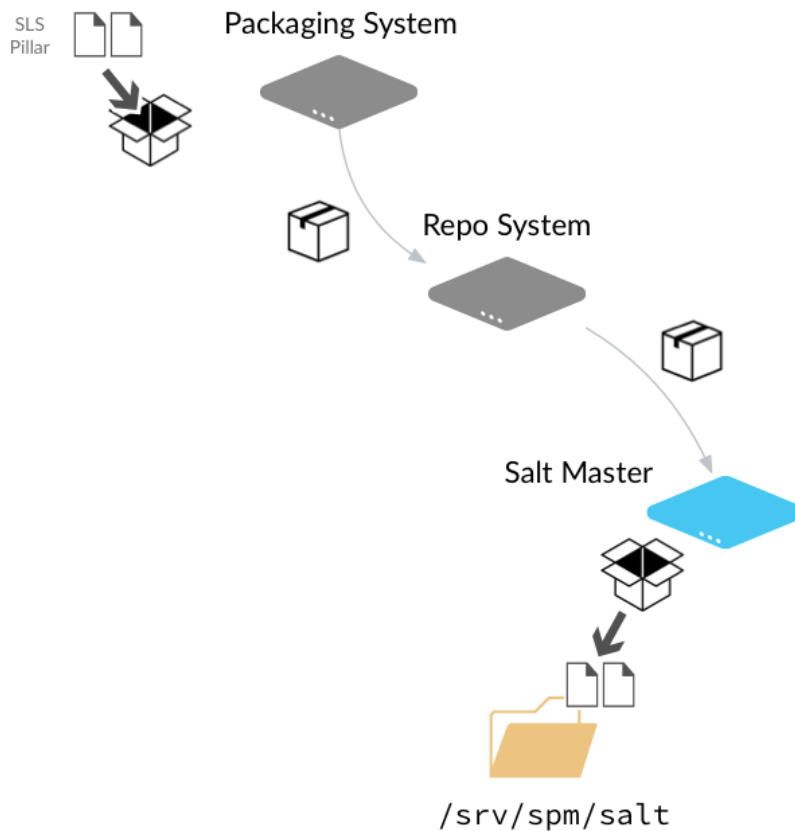 SLS
Pillar
Packaging System
Repo System
Salt Master
/srv/spm/salt